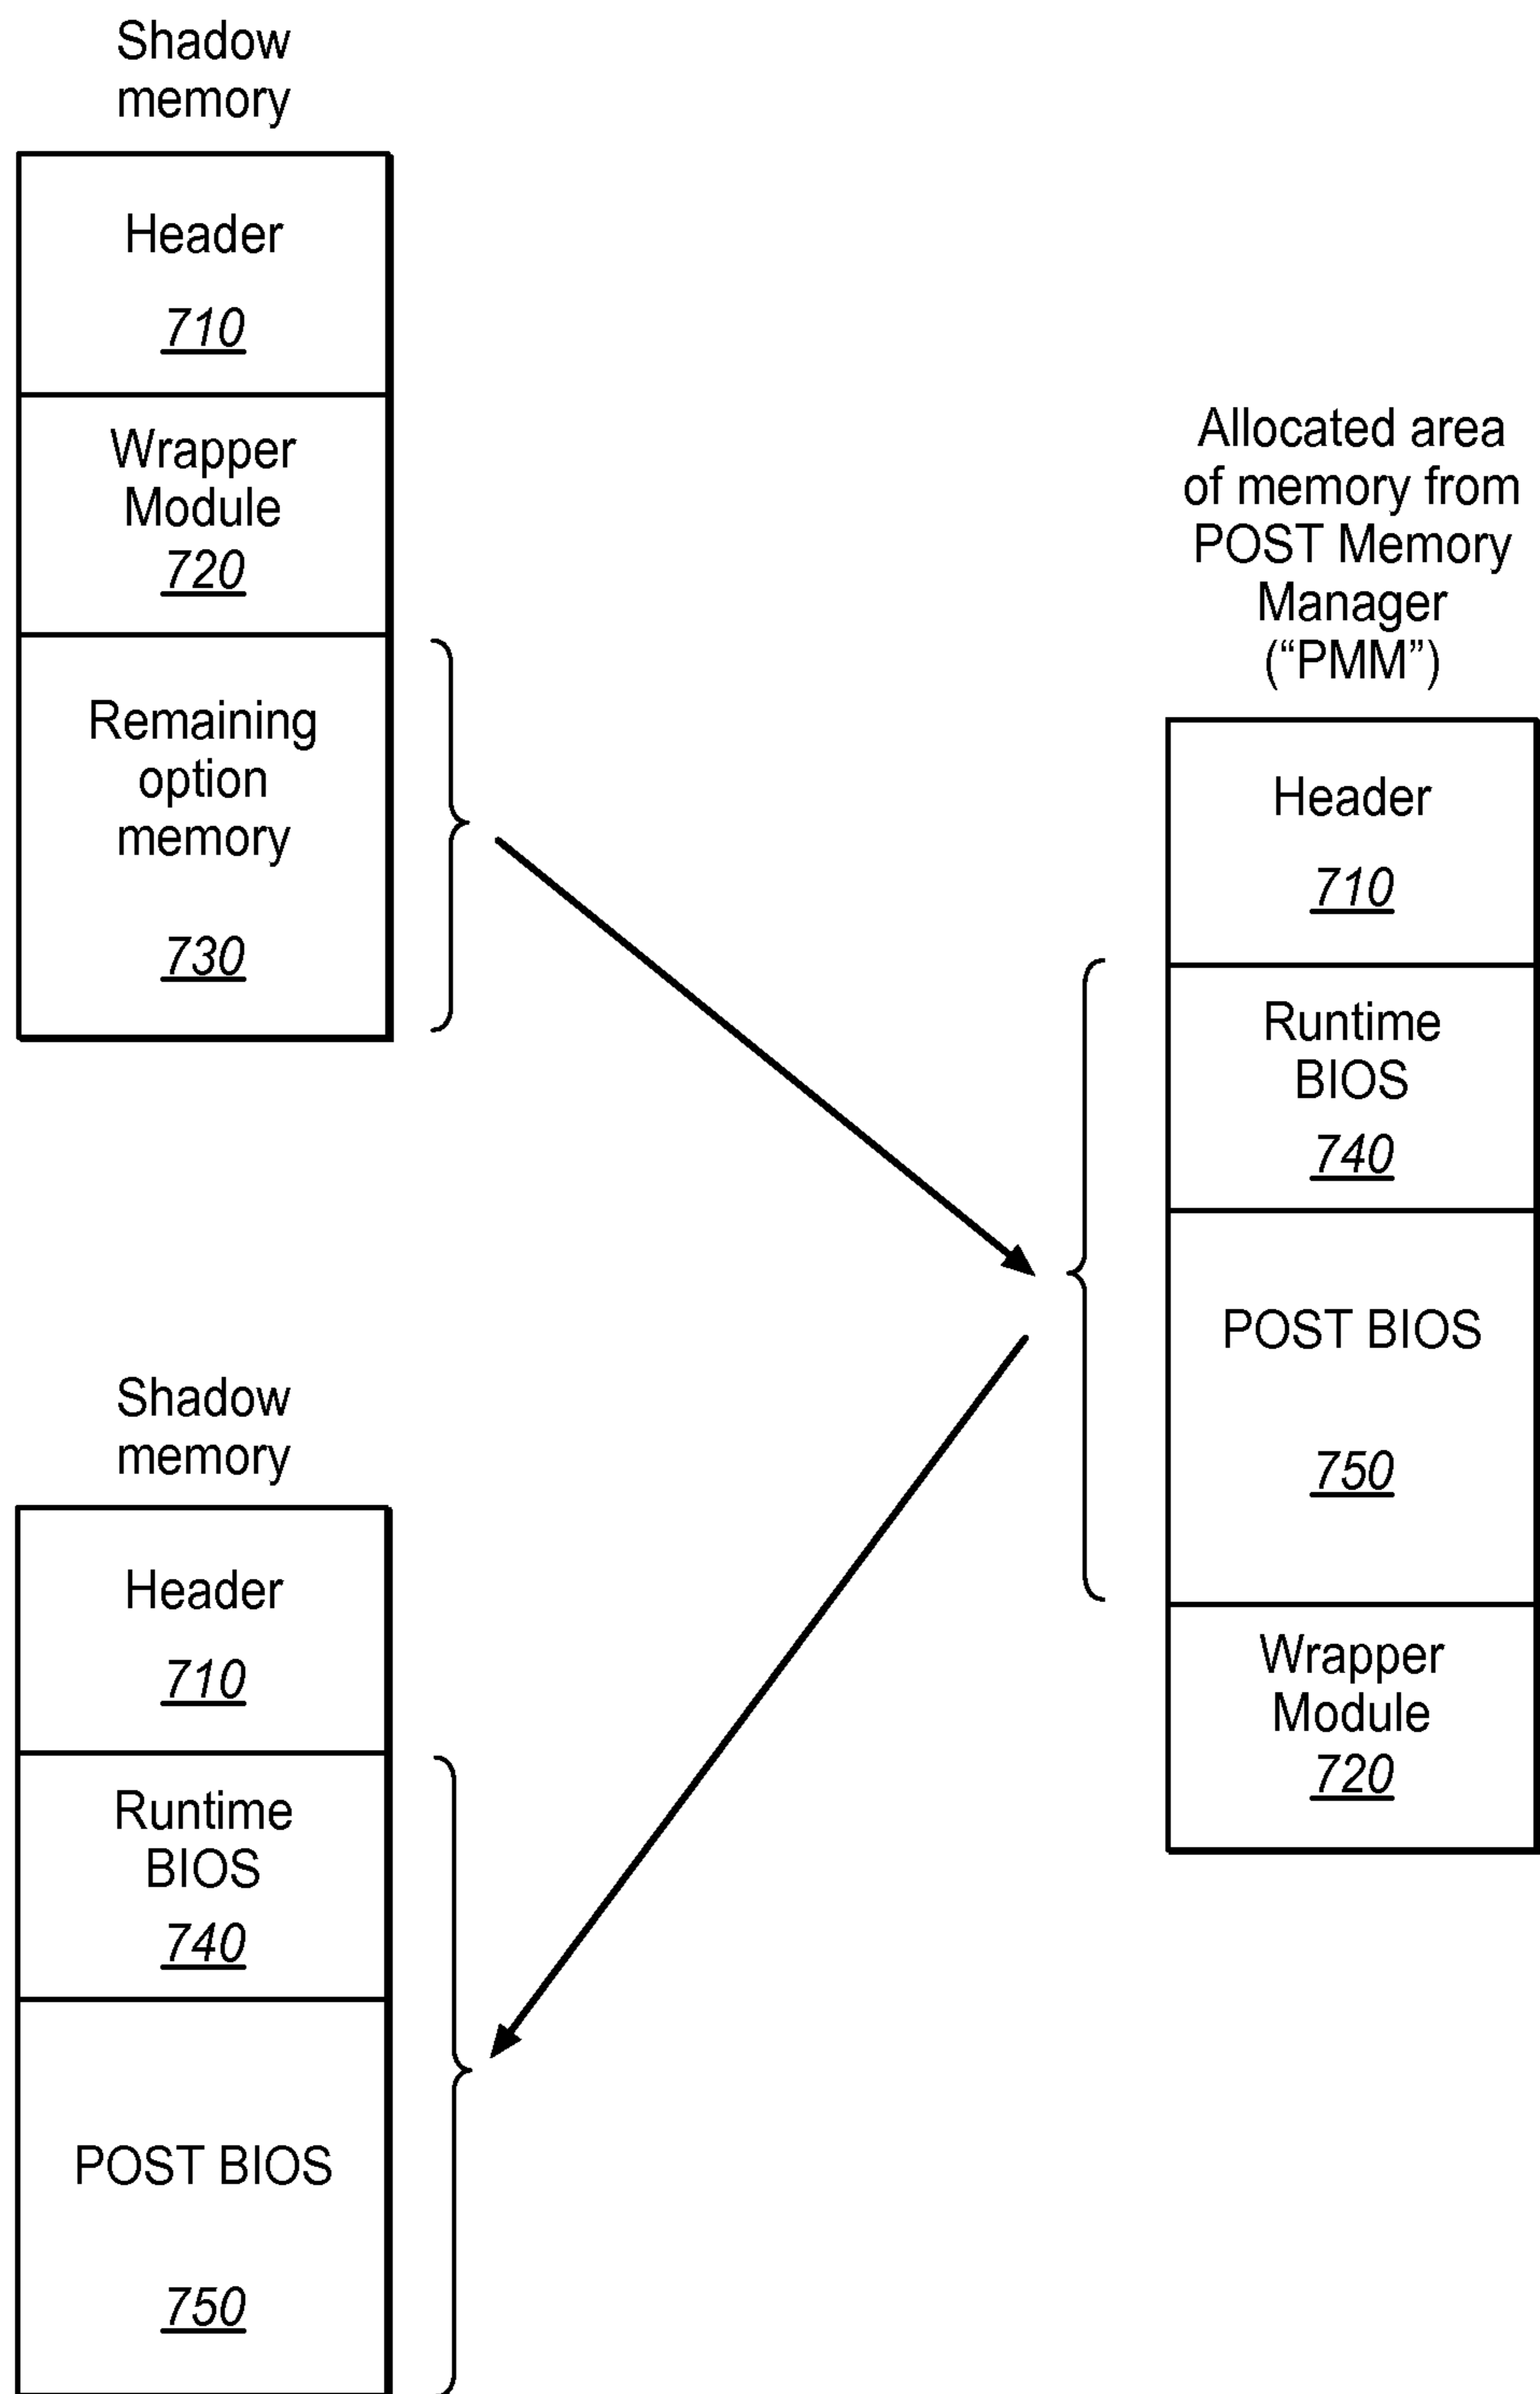 Shadow
memory
Header
710
Wrapper
Module
720
Remaining
option
memory
730
Allocated area
of memory from
POST Memory
Manager
(“PMM”)
Header
710
Runtime
BIOS
740
POST BIOS
750
Wrapper
Module
720
Shadow
memory
Header
710
Runtime
BIOS
740
POST BIOS
750